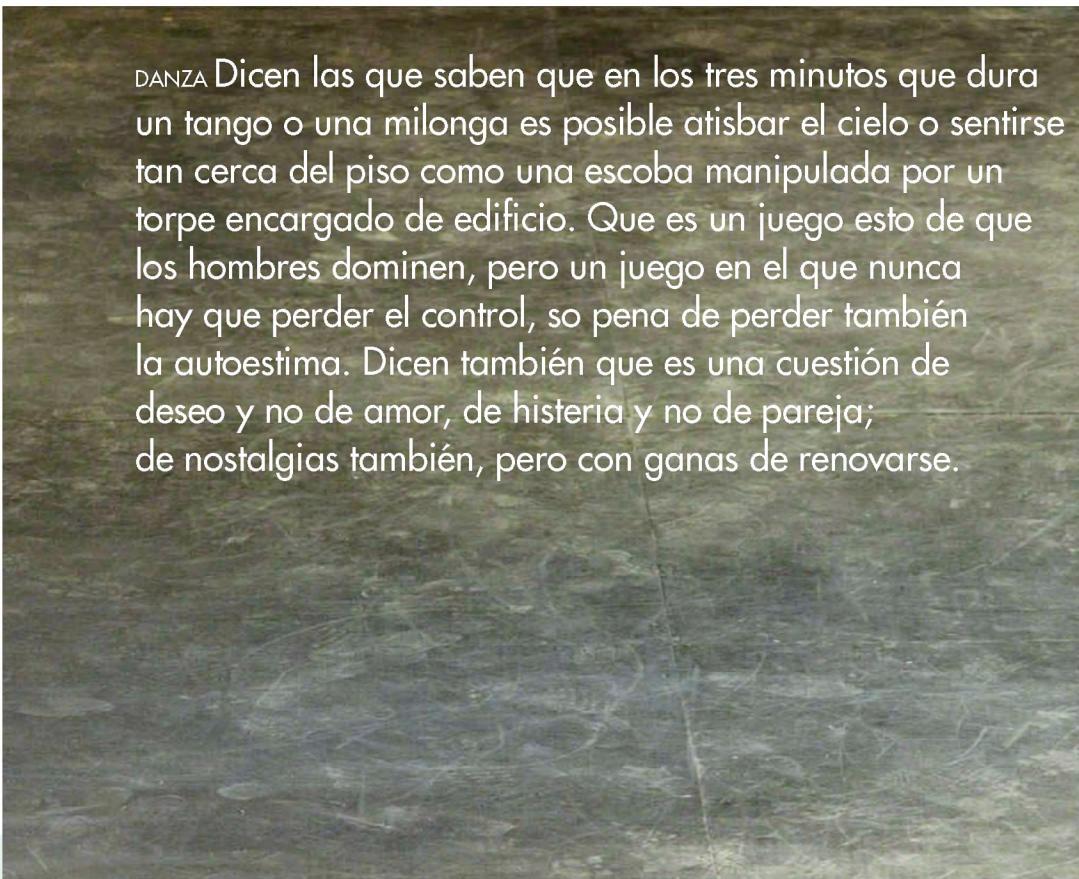 DANZA Dicen las que saben que en los tres minutos que dura
un tango o una milonga es posible atisbar el cielo o sentirse
tan cerca del piso como una escoba manipulada por un
torpe encargado de edificio. Que es un juego esto de que
los hombres dominen, pero un juego en el que nunca
hay que perder el control, so pena de perder también
la autoestima. Dicen también que es una cuestión de
deseo y no de amor, de histeria y no de pareja;
de nostalgias también, pero con ganas de renovarse.